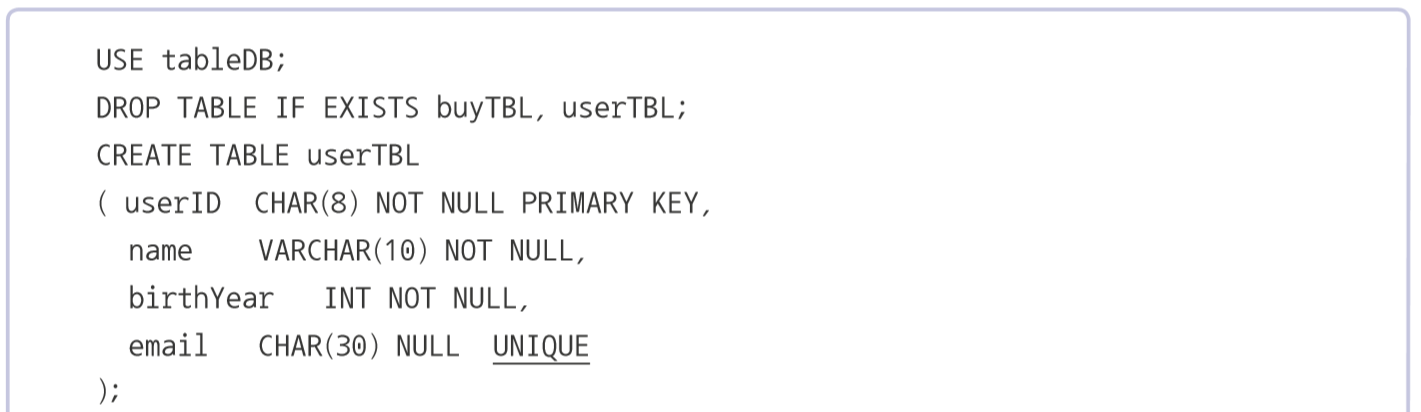 USE tableDB;
DROP TABLE IF EXISTS buyTBL, userTBL;
CREATE TABLE userTBL
( userID  CHAR(8) NOT NULL PRIMARY KEY,
  name    VARCHAR(10) NOT NULL,
  birthYear   INT NOT NULL,
  email   CHAR(30) NULL  UNIQUE
);